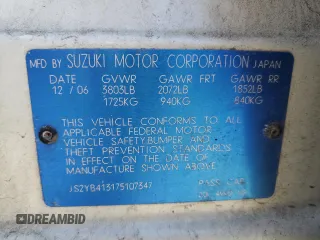 MFD BY SUZUKI MOTOR CORPORATION JAPAN
DATE GVWR GAWR FRT GAWR RR
12 / 06 3803LB 2072LB 1852LB
1725KG 940KG 840KG
THIS VEHICLE CONFORMS TO ALL
APPLICABLE FEDERAL MOTOR
VEHICLE SAFETY,BUMPER AND
THEFT PREVENTION STANDARDS
IN EFFECT ON THE DATE OF
MANUFACTURE SHOWN ABOVE.
JS2YB413175107347
PASS CAR
DREAMBID